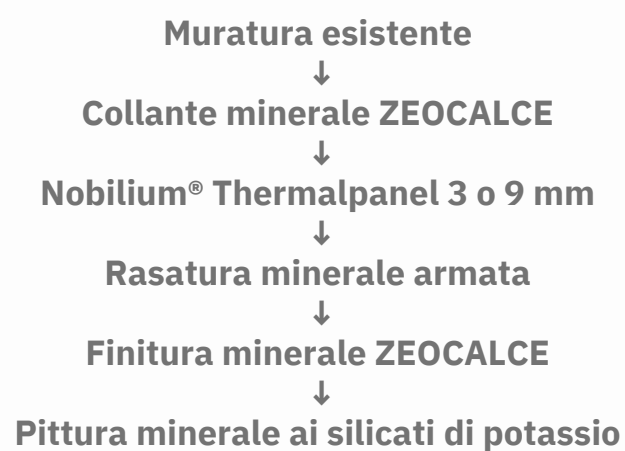 Muratura esistente
↓
Collante minerale ZEOCALCE
↓
Nobilium® Thermalpanel 3 o 9 mm
↓
Rasatura minerale armata
↓
Finitura minerale ZEOCALCE
↓
Pittura minerale ai silicati di potassio